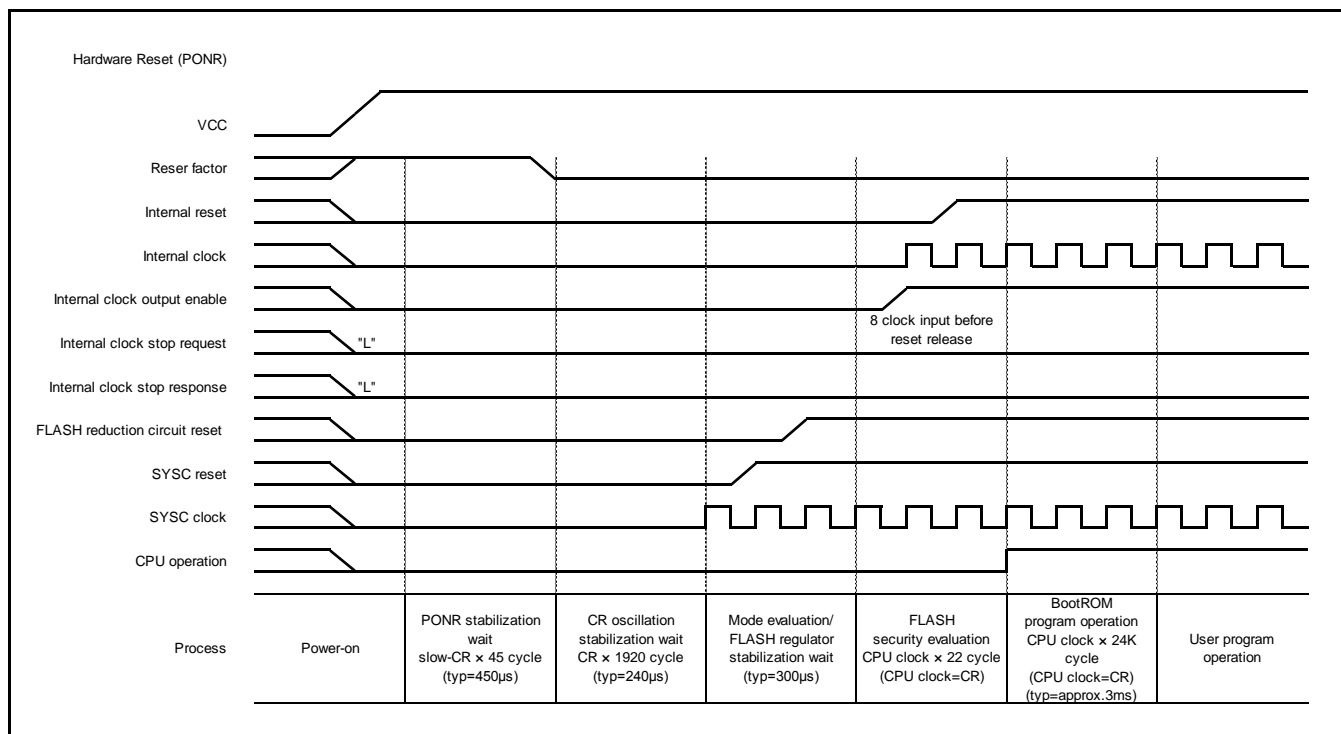 Hardware Reset (PONR)
VCC
Reser factor
Internal reset
Internal clock
Internal clock output enable
8 clock input before
reset release
Internal clock stop request
"L"
Internal clock stop response
"L"
FLASH reduction circuit reset
SYSC reset
SYSC clock
CPU operation
Process
Power-on
PONR stabilization
wait
slow-CR × 45 cycle
(typ=450µs)
CR oscillation
stabilization wait
CR × 1920 cycle
(typ=240µs)
Mode evaluation/
FLASH regulator
stabilization wait
(typ=300µs)
FLASH
security evaluation
CPU clock × 22 cycle
(CPU clock=CR)
BootROM
program operation
CPU clock × 24K
cycle
(CPU clock=CR)
(typ=approx.3ms)
User program
operation